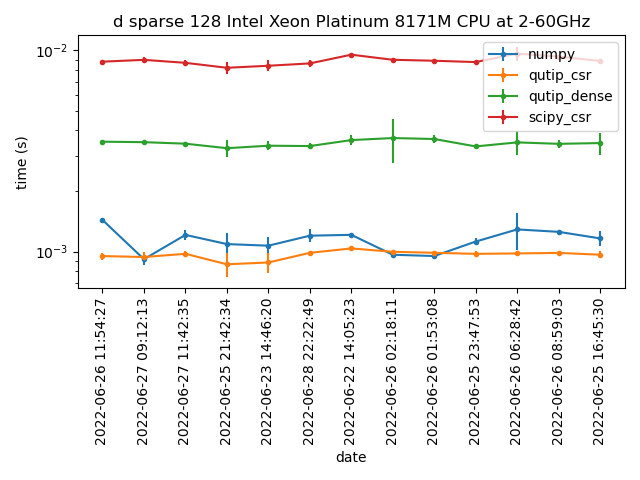 d sparse 128 Intel Xeon Platinum 8171M CPU at 2-60GHz
numpy
qutip_csr
qutip_dense
scipy_csr
time (s)
10^-2
10^-3
2022-06-26 11:54:27
2022-06-27 09:12:13
2022-06-27 11:42:35
2022-06-25 21:42:34
2022-06-23 14:46:20
2022-06-28 22:22:49
2022-06-22 14:05:23
2022-06-26 02:18:11
2022-06-26 01:53:08
2022-06-25 23:47:53
2022-06-26 06:28:42
2022-06-26 08:59:03
2022-06-25 16:45:30
date